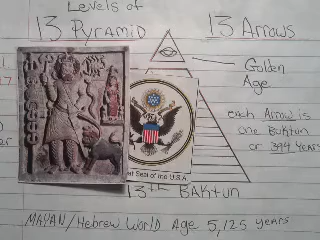 Levels of
13 Pyramid
13 Arrows
Golden
Age
each Arrow is
one Baktun
or 394 Years
at Seal of the U.S.A
13th Baktun
MAYAN/Hebrew World Age 5,125 years